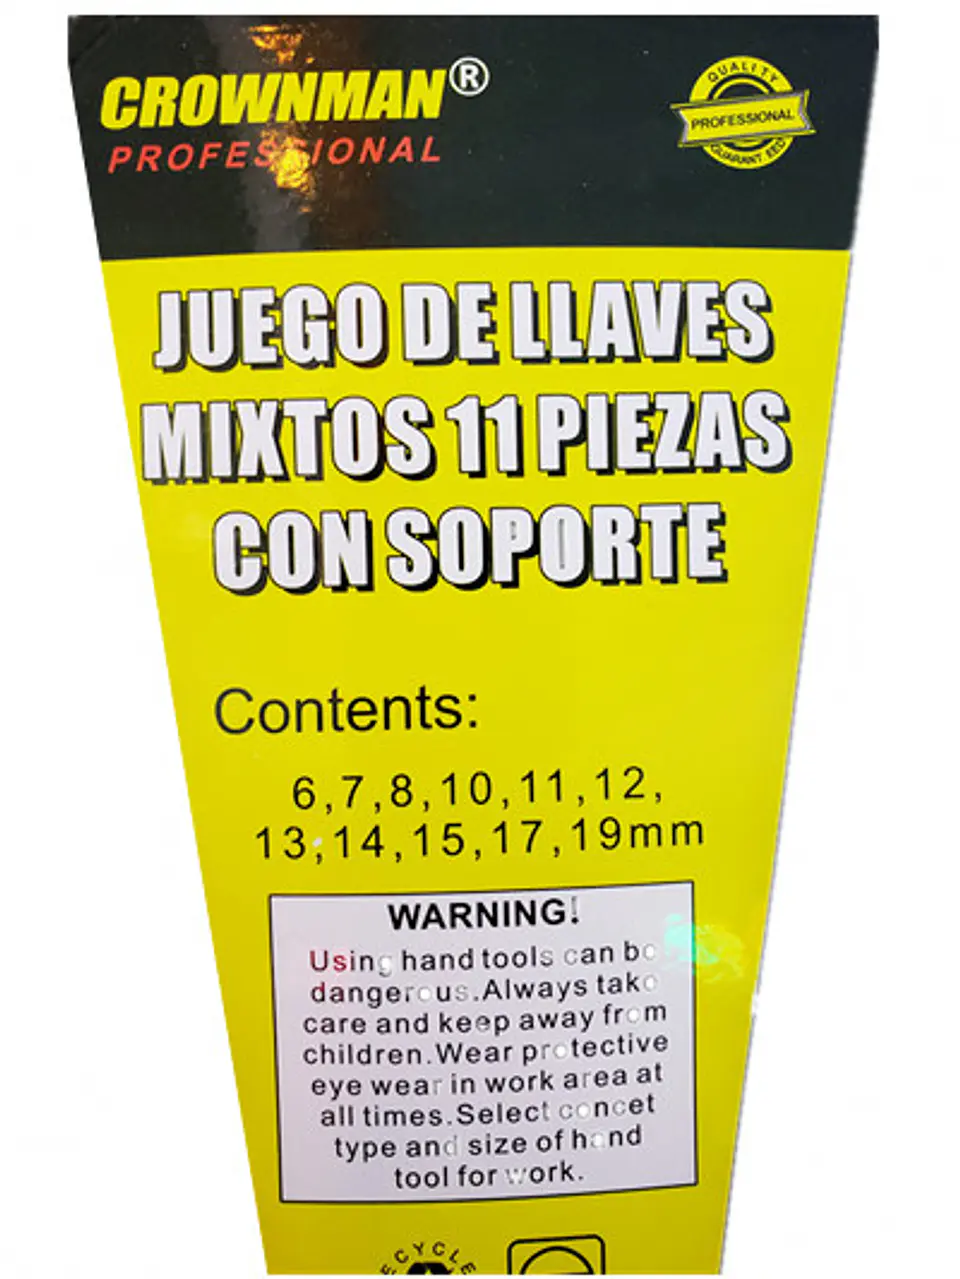 CROWNMAN®
PROFESSIONAL
QUALITY
PROFESSIONAL
GUARANTEED
JUEGO DE LLAVES
MIXTOS 11 PIEZAS
CON SOPORTE
Contents:
6,7,8,10,11,12,
13,14,15,17,19mm
WARNING!
Using hand tools can be
dangerous.Always take
care and keep away from
children.Wear protective
eye wear in work area at
all times.Select concet
type and size of hand
tool for work.
CYCLE